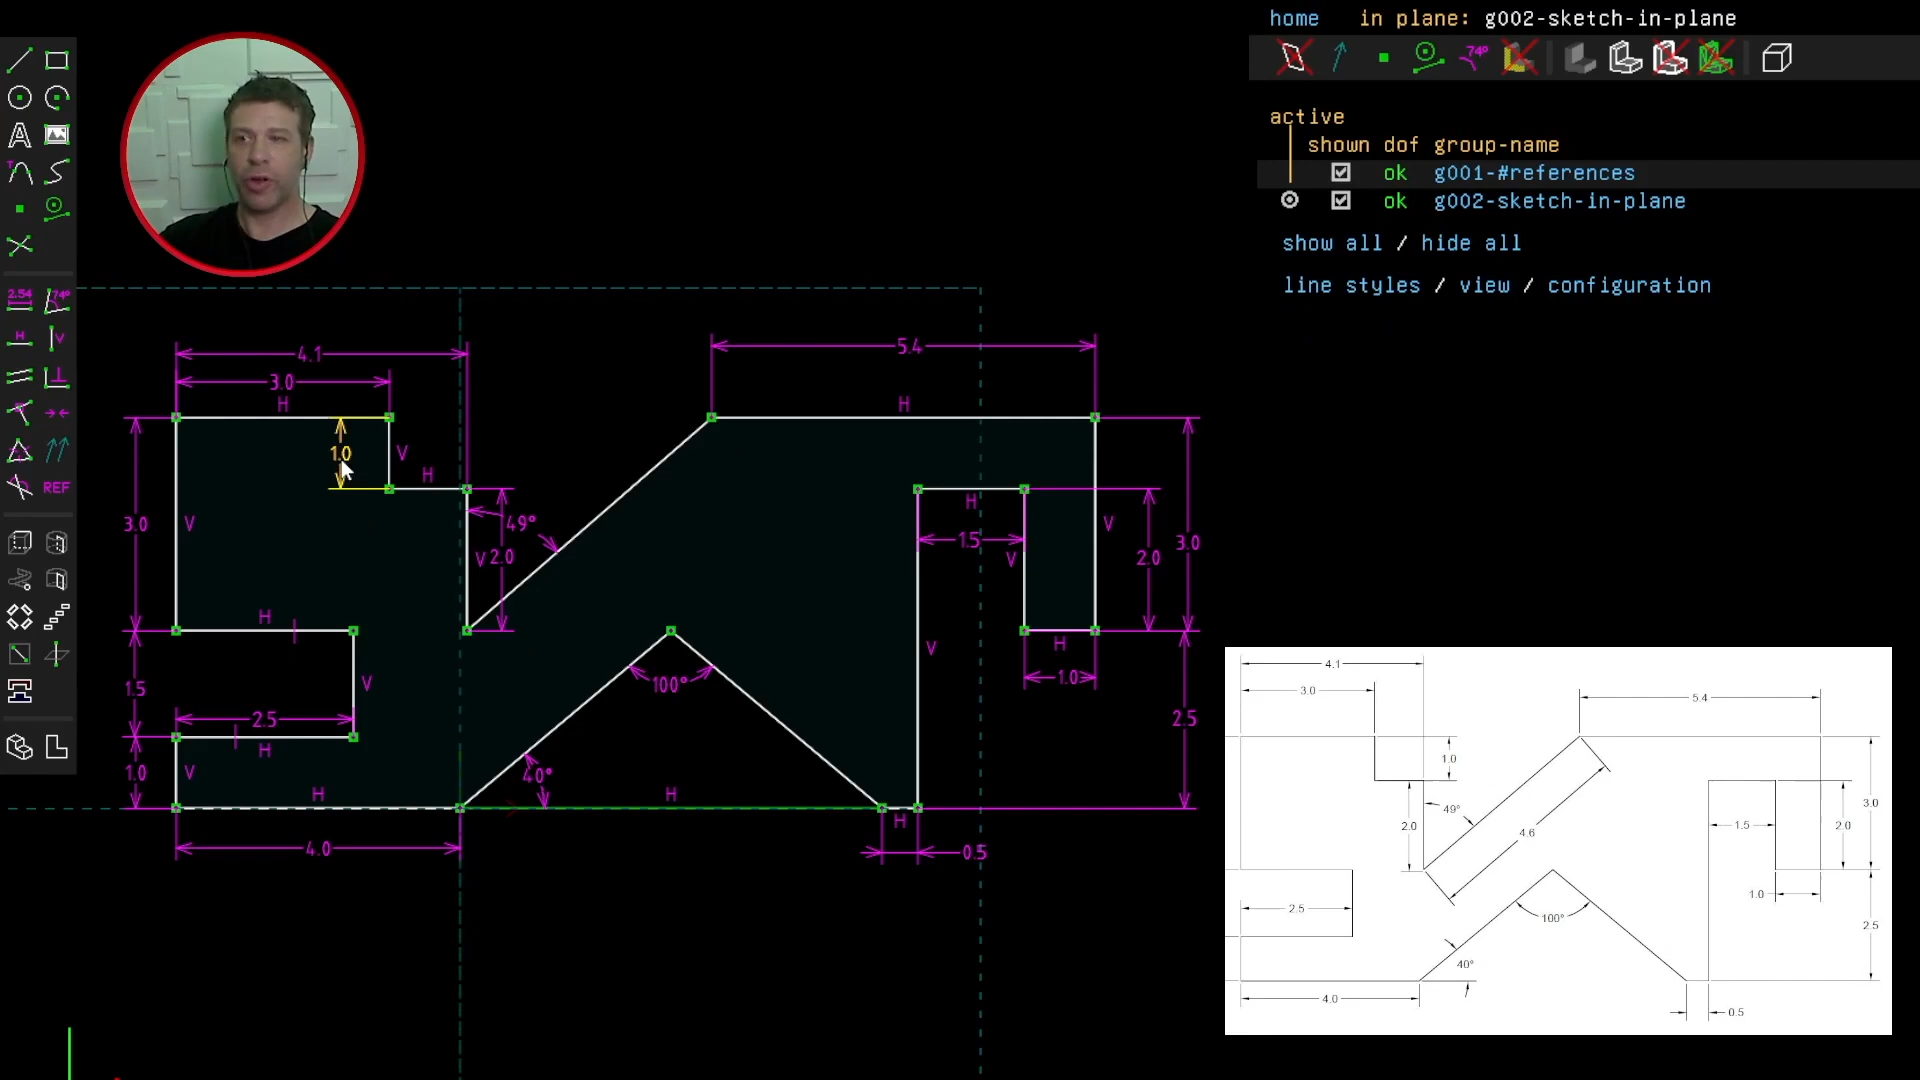 home in plane: g002-sketch-in-plane
74°
active
shown dof group-name
ok g001-#references
ok g002-sketch-in-plane
show all / hide all
line styles / view / configuration
A
T
2.54 74°
H V
REF
4.1
3.0
H
1.0
V
H
3.0
V
49°
V 2.0
5.4
H
H
1.5
V
V
2.0
3.0
H
1.0
V
2.5
H
1.5
V
2.5
H
1.0
V
H
4.0
100°
40°
H
H
0.5
4.1
3.0
5.4
1.0
49°
2.0
4.6
1.5
2.0
3.0
1.0
2.5
100°
2.5
40°
4.0
0.5